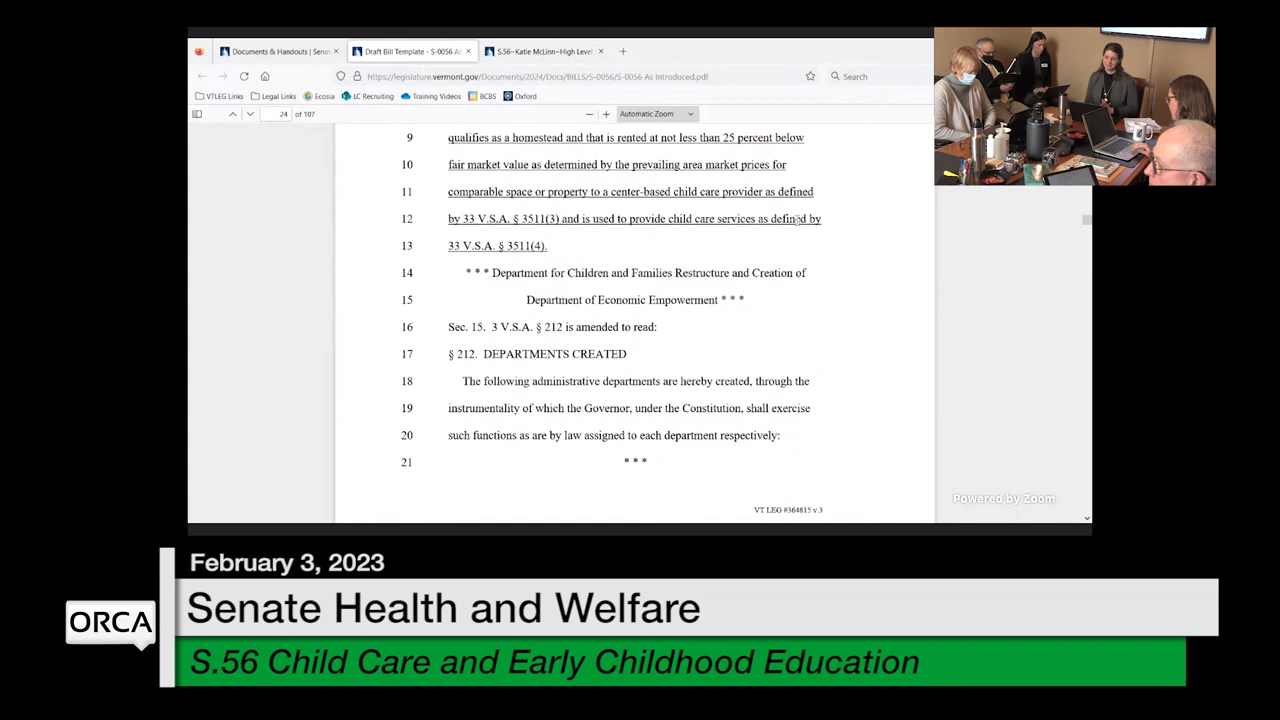 Documents & Handouts | Senat
Draft Bill Template - S-0056 As
S.56~Katie McLinn~High Level
https://legislature.vermont.gov/Documents/2024/Docs/BILLS/S-0056/S-0056 As Introduced.pdf
Search
VTLEG Links
Legal Links
Ecosia
LC Recruiting
Training Videos
BCBS
Oxford
24 of 107
Automatic Zoom
9 qualifies as a homestead and that is rented at not less than 25 percent below
10 fair market value as determined by the prevailing area market prices for
11 comparable space or property to a center-based child care provider as defined
12 by 33 V.S.A. § 3511(3) and is used to provide child care services as defined by
13 33 V.S.A. § 3511(4).
14 * * * Department for Children and Families Restructure and Creation of
15 Department of Economic Empowerment * * *
16 Sec. 15. 3 V.S.A. § 212 is amended to read:
17 § 212. DEPARTMENTS CREATED
18 The following administrative departments are hereby created, through the
19 instrumentality of which the Governor, under the Constitution, shall exercise
20 such functions as are by law assigned to each department respectively:
21 * * *
VT LEG #364815 v.3
Powered by Zoom
February 3, 2023
ORCA
Senate Health and Welfare
S.56 Child Care and Early Childhood Education